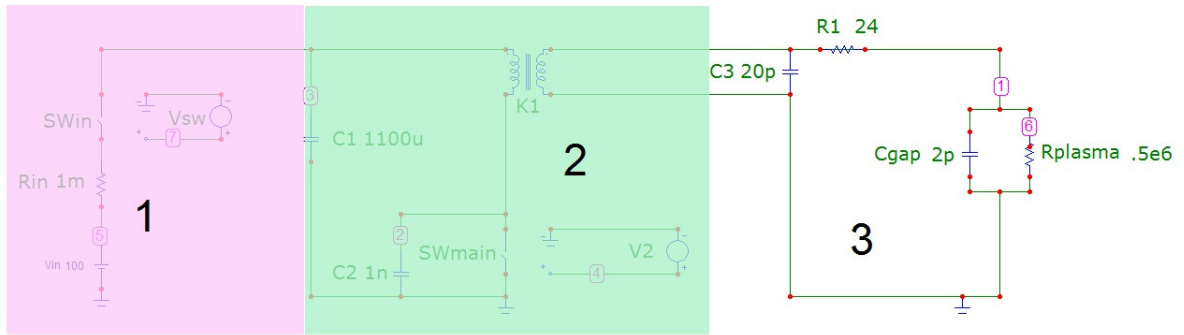 R1 24
C3 20p
1
K1
3
SWin
Vsw
7
C1 1100u
6
Cgap 2p
Rplasma .5e6
2
Rin 1m
1
5
2
SWmain
V2
3
Vin 100
C2 1n
4